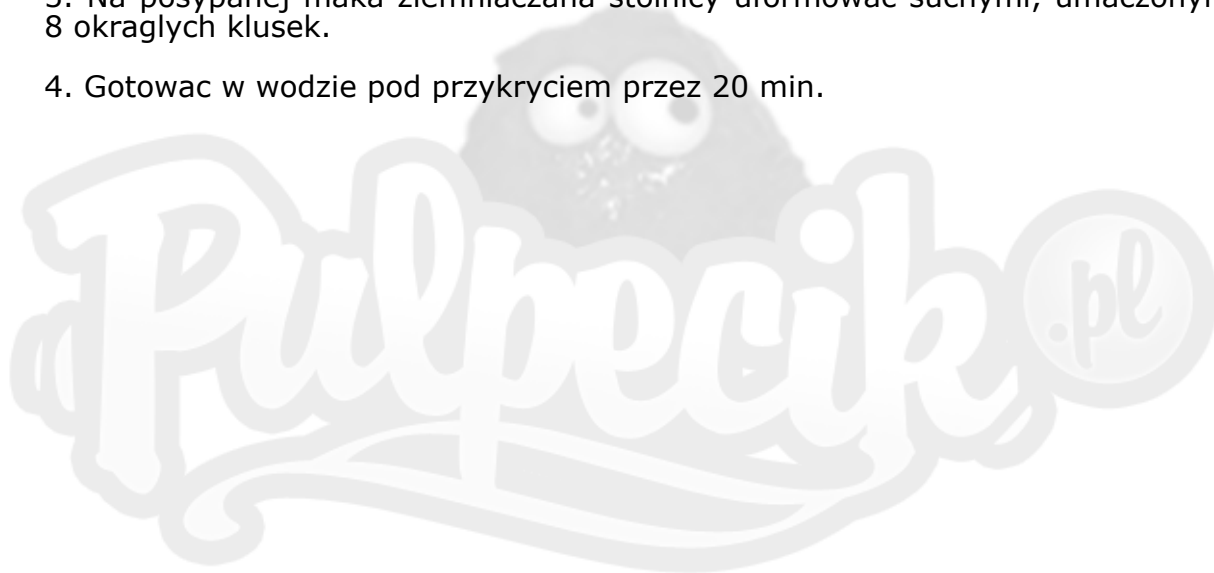 3. Na posypanej maka ziemniaczana stolnicy uformowac suchymi,
8 okraglych klusek.
4. Gotowac w wodzie pod przykryciem przez 20 min.
Pulpecik .pl